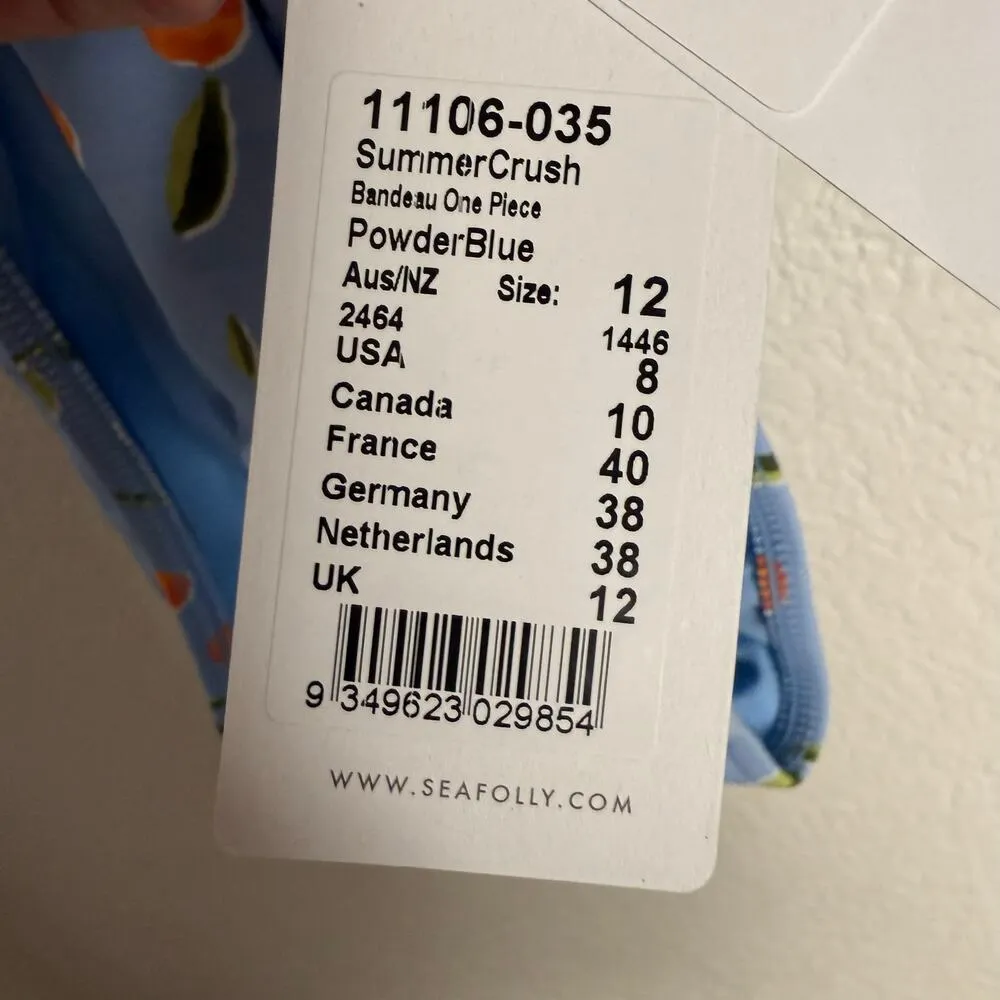 11106-035
SummerCrush
Bandeau One Piece
PowderBlue
Aus/NZ Size: 12
2464 1446
USA 8
Canada 10
France 40
Germany 38
Netherlands 38
UK 12
9 349623 029854
WWW.SEAFOLLY.COM